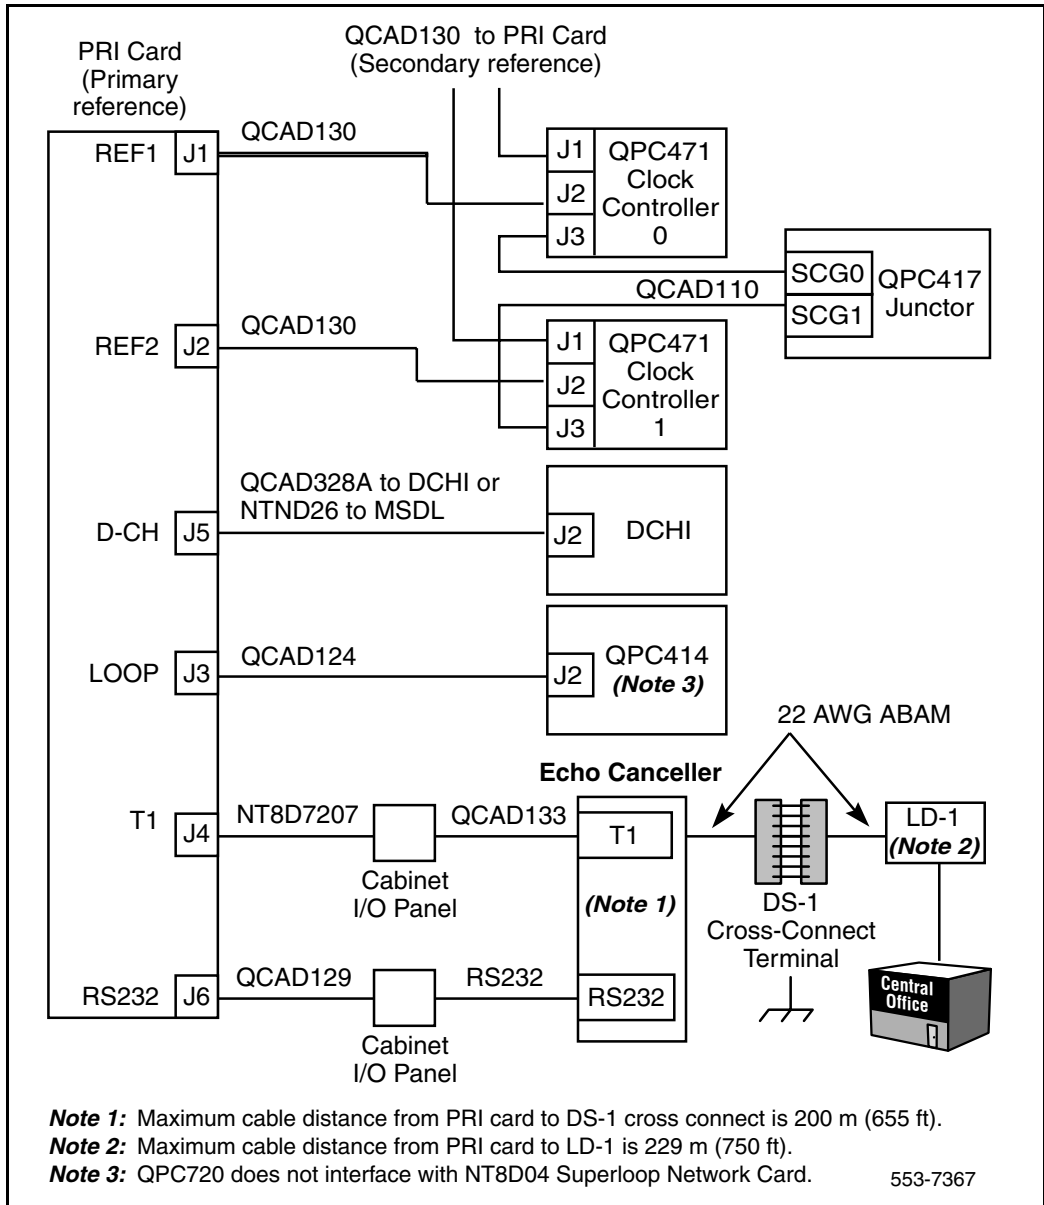 QCAD130 to PRI Card
(Secondary reference)
PRI Card
(Primary
reference)
REF1
J1
QCAD130
J1
J2
J3
QPC471
Clock
Controller
0
SCG0
SCG1
QPC417
Junctor
QCAD110
REF2
J2
QCAD130
J1
J2
J3
QPC471
Clock
Controller
1
D-CH
J5
QCAD328A to DCHI or
NTND26 to MSDL
J2
DCHI
LOOP
J3
QCAD124
J2
QPC414
(Note 3)
22 AWG ABAM
Echo Canceller
T1
J4
NT8D7207
Cabinet
I/O Panel
QCAD133
T1
(Note 1)
DS-1
Cross-Connect
Terminal
LD-1
(Note 2)
Central
Office
RS232
J6
QCAD129
Cabinet
I/O Panel
RS232
RS232
Note 1: Maximum cable distance from PRI card to DS-1 cross connect is 200 m (655 ft).
Note 2: Maximum cable distance from PRI card to LD-1 is 229 m (750 ft).
Note 3: QPC720 does not interface with NT8D04 Superloop Network Card.
553-7367